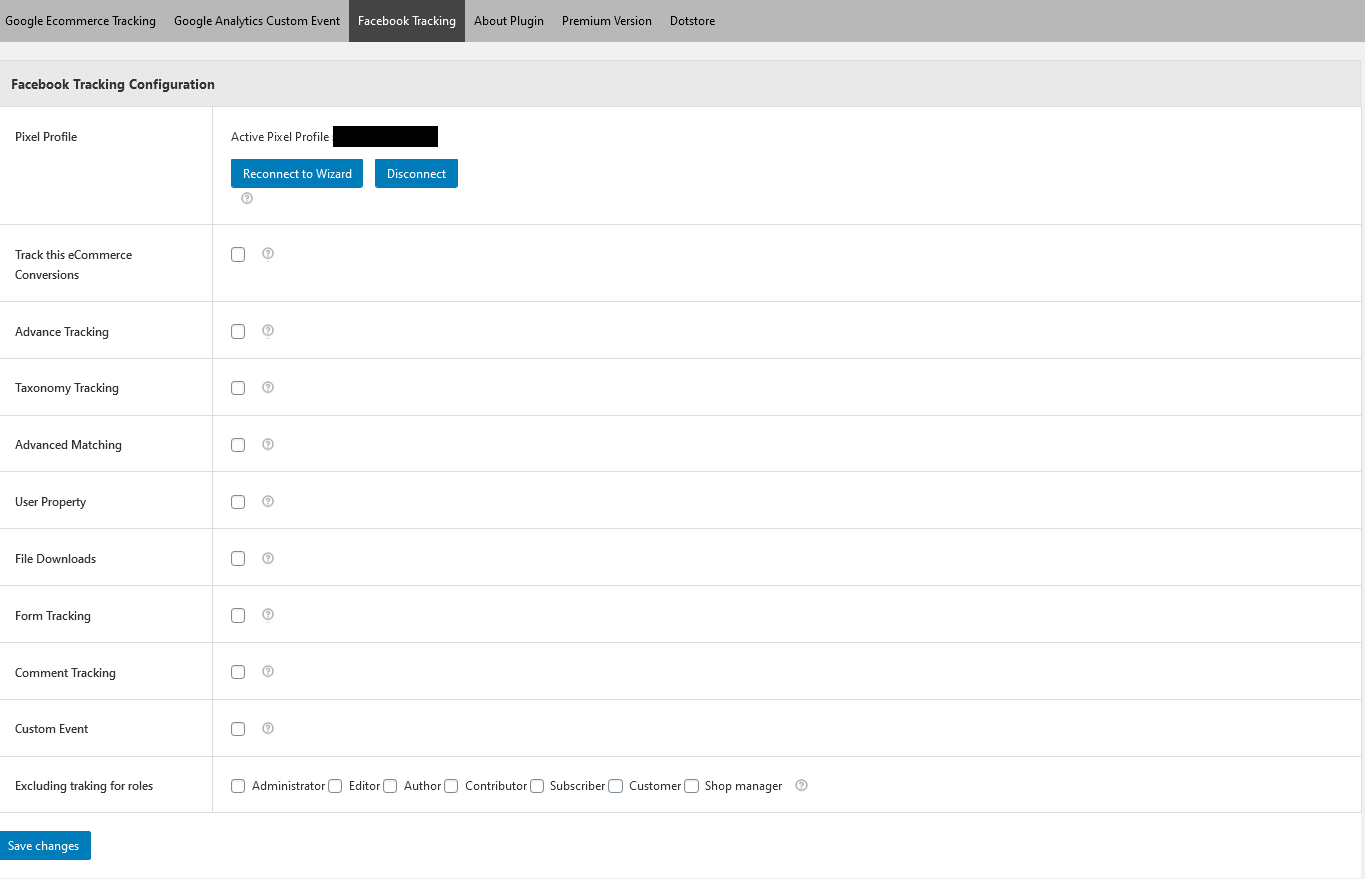 Google Ecommerce Tracking Google Analytics Custom Event Facebook Tracking About Plugin Premium Version Dotstore
Facebook Tracking Configuration
Pixel Profile
Active Pixel Profile :
Reconnect to Wizard Disconnect
Track this eCommerce
Conversions
Advance Tracking
Taxonomy Tracking
Advanced Matching
User Property
File Downloads
Form Tracking
Comment Tracking
Custom Event
Excluding traking for roles Administrator Editor Author Contributor Subscriber Customer Shop manager
Save changes